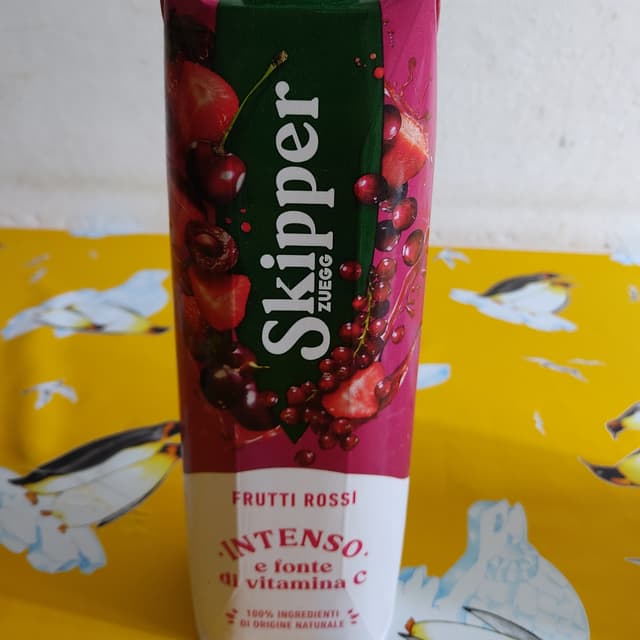 Skipper
ZUEGG
FRUTTI ROSSI
INTENSO
e fonte
di vitamina C
100% INGREDIENTI
DI ORIGINE NATURALE